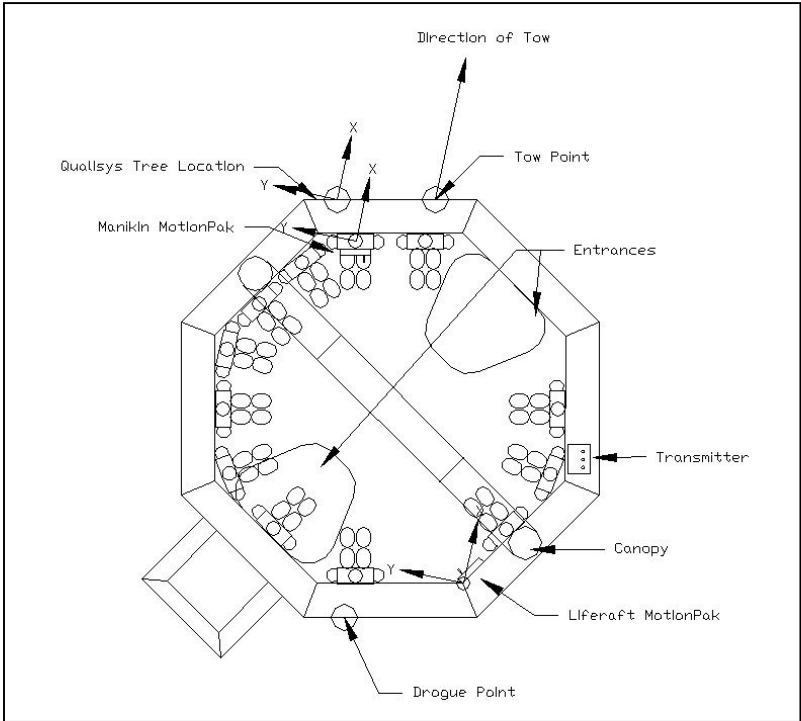 Direction of Tow
X
X
Qualisys Tree Location
Tow Point
Y
Manikin MotionPak
Y
Entrances
Transmitter
Canopy
Y
Liferaft MotionPak
Drogue Point